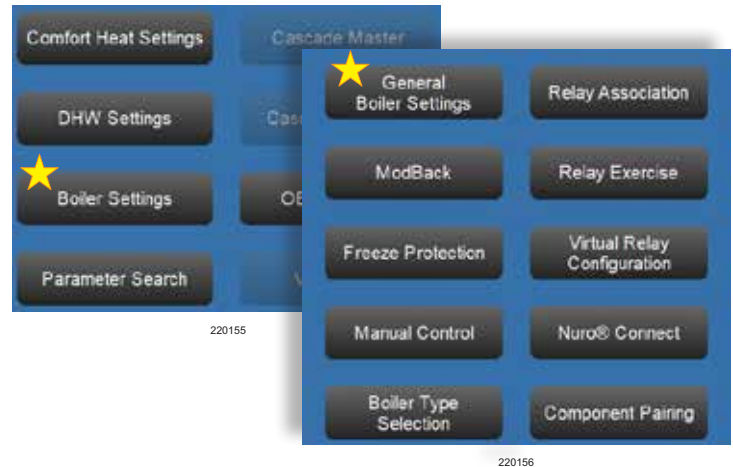 Comfort Heat Settings
Cascade Master
DHW Settings
Boiler Settings
Parameter Search
220155
General
Boiler Settings
Relay Association
ModBack
Relay Exercise
Freeze Protection
Virtual Relay
Configuration
Manual Control
Nuro® Connect
Boiler Type
Selection
Component Pairing
220156